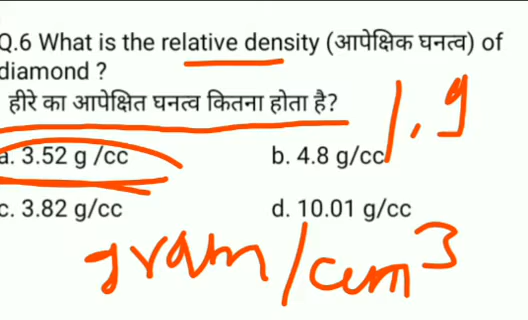 Q.6 What is the relative density (आपेक्षिक घनत्व) of
diamond ?
हीरे का आपेक्षित घनत्व कितना होता है?
a. 3.52 g /cc
b. 4.8 g/cc
c. 3.82 g/cc
d. 10.01 g/cc
1.9
gram/cm³